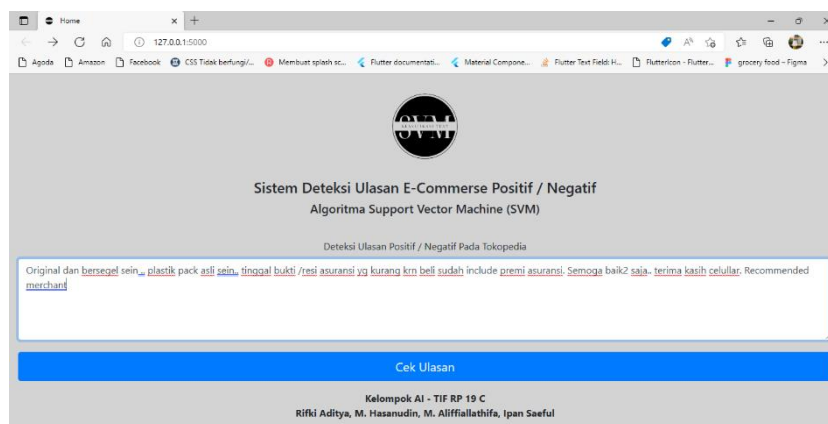 Home
127.0.0.1:5000
Agoda Amazon Facebook CSS Tidak berfungi/... Membuat splash sc... Flutter documentati... Material Compone... Flutter Text Field: H... Fluttericon - Flutter... grocery food – Figma
SVM
Sistem Deteksi Ulasan E-Commerse Positif / Negatif
Algoritma Support Vector Machine (SVM)
Deteksi Ulasan Positif / Negatif Pada Tokopedia
Original dan bersegel sein.,. plastik pack asli sein.. tinggal bukti /resi asuransi yg kurang krn beli sudah include premi asuransi. Semoga baik2 saja.. terima kasih celullar. Recommended
merchant
Cek Ulasan
Kelompok AI - TIF RP 19 C
Rifki Aditya, M. Hasanudin, M. Aliffiallathifa, Ipan Saeful